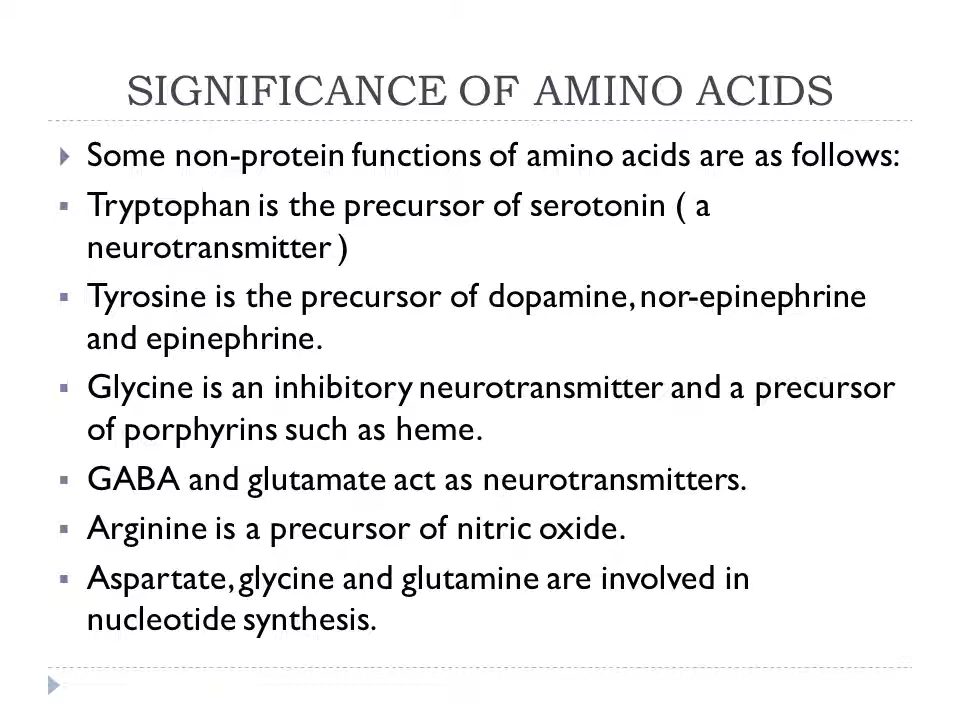 SIGNIFICANCE OF AMINO ACIDS
Some non-protein functions of amino acids are as follows:
Tryptophan is the precursor of serotonin ( a
neurotransmitter )
Tyrosine is the precursor of dopamine, nor-epinephrine
and epinephrine.
Glycine is an inhibitory neurotransmitter and a precursor
of porphyrins such as heme.
GABA and glutamate act as neurotransmitters.
Arginine is a precursor of nitric oxide.
Aspartate, glycine and glutamine are involved in
nucleotide synthesis.